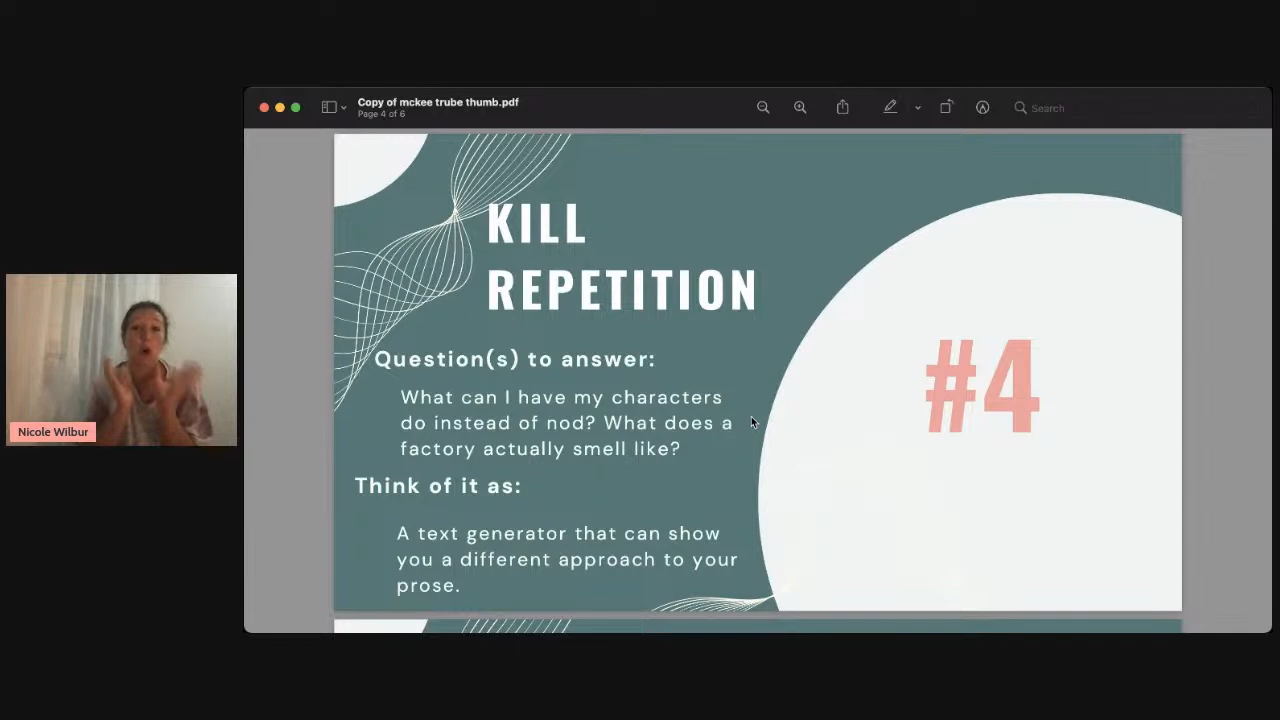 Copy of mckee trube thumb.pdf
Page 4 of 6
Search
KILL
REPETITION
#4
Question(s) to answer:
What can I have my characters
do instead of nod? What does a
factory actually smell like?
Think of it as:
A text generator that can show
you a different approach to your
prose.
Nicole Wilbur